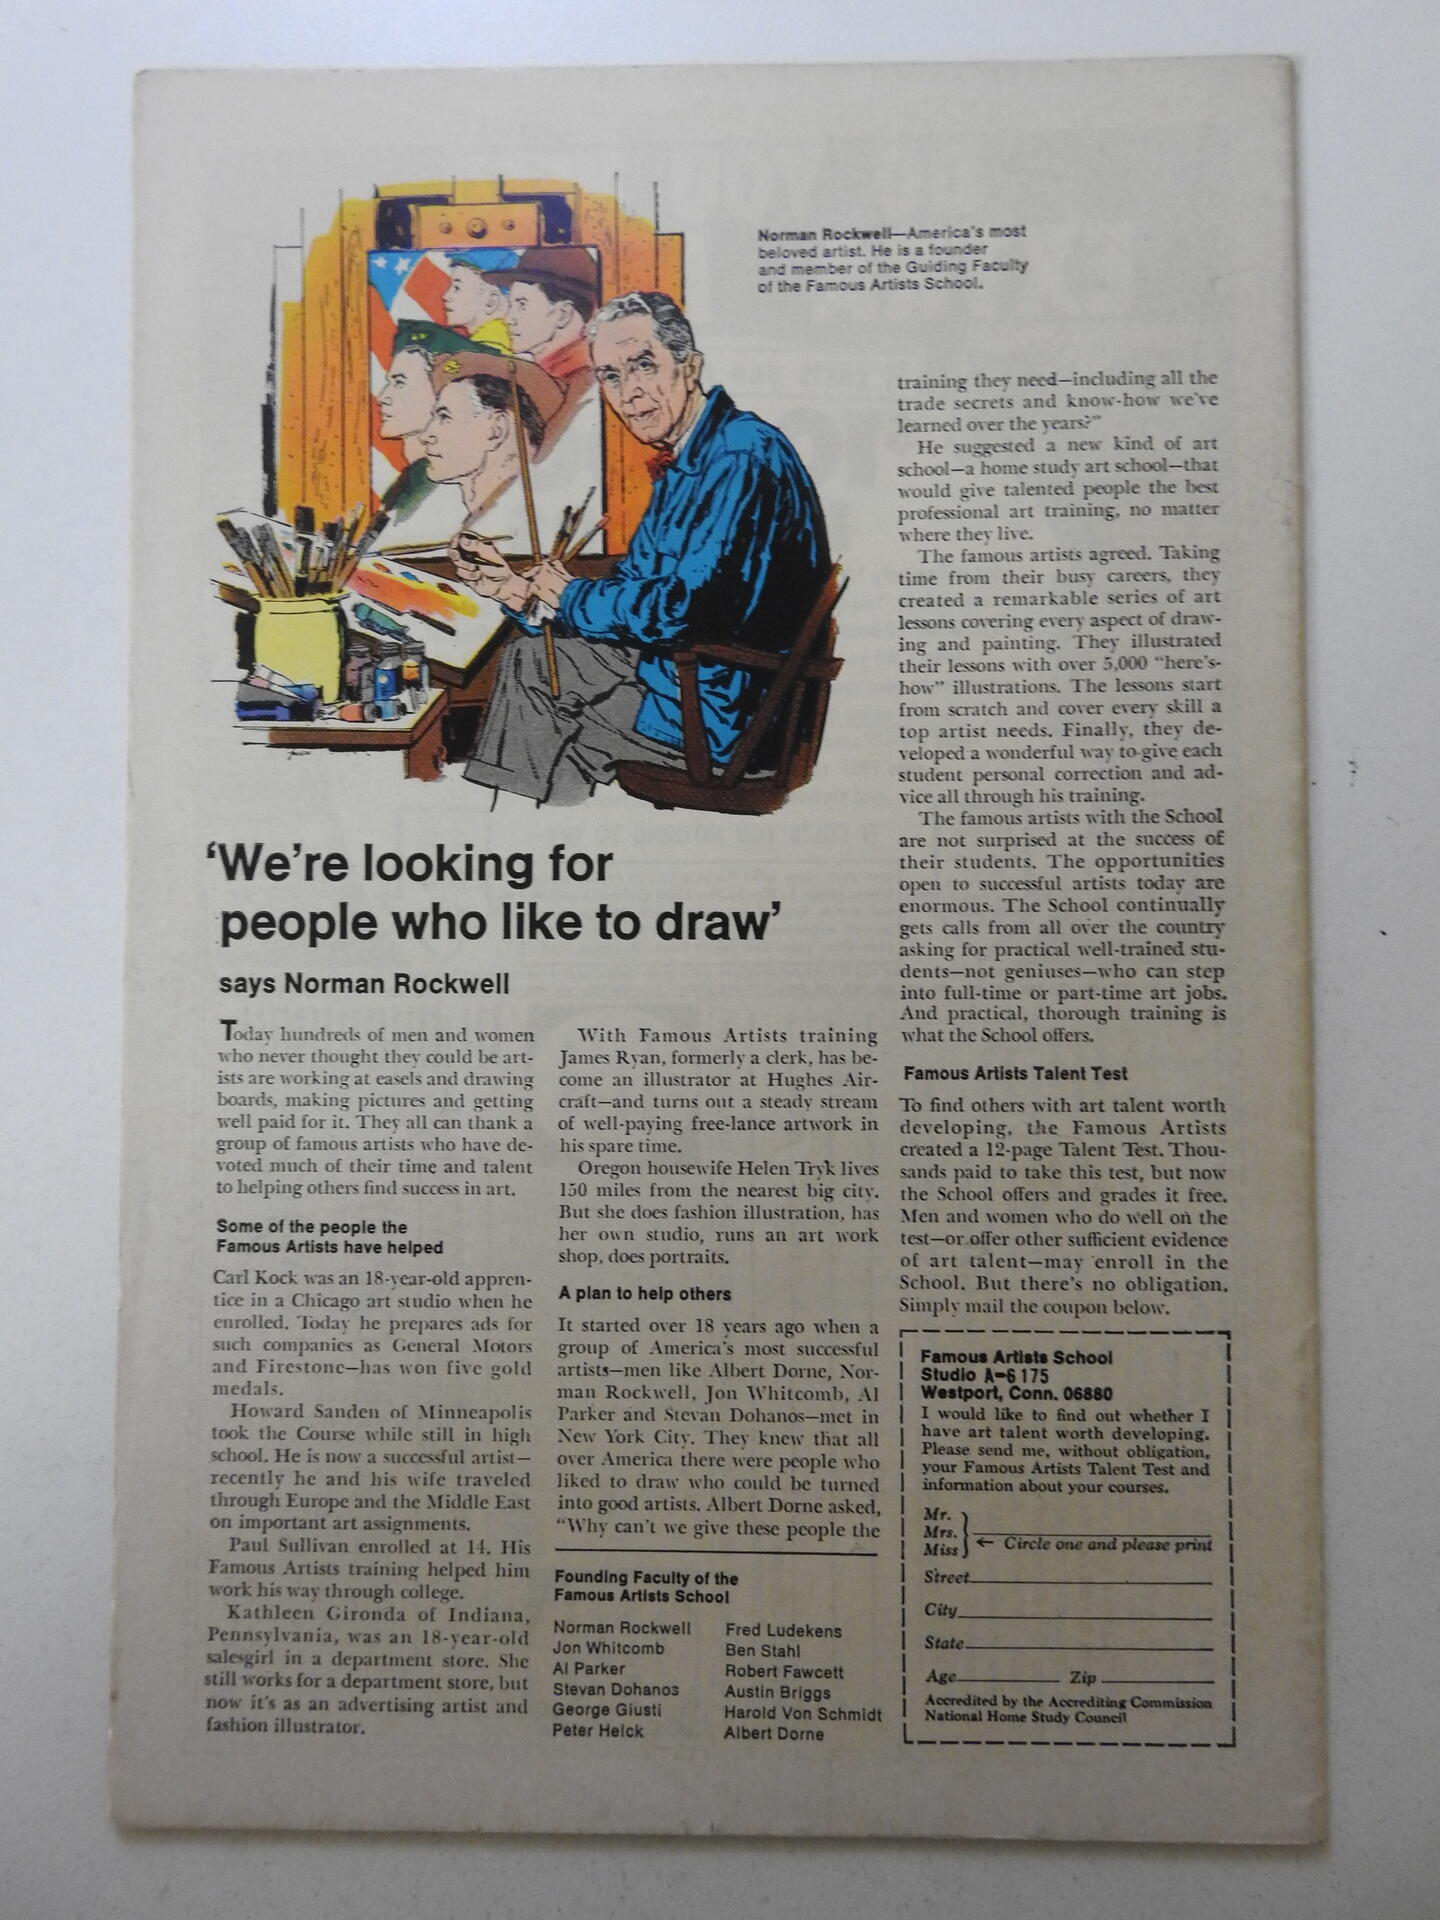 Norman Rockwell—America's most
beloved artist. He is a founder
and member of the Guiding Faculty
of the Famous Artists School.
'We're looking for
people who like to draw'
says Norman Rockwell
Today hundreds of men and women
who never thought they could be art-
ists are working at easels and drawing
boards, making pictures and getting
well paid for it. They all can thank a
group of famous artists who have de-
voted much of their time and talent
to helping others find success in art.
Some of the people the
Famous Artists have helped
Carl Kock was an 18-year-old appren-
tice in a Chicago art studio when he
enrolled. Today he prepares ads for
such companies as General Motors
and Firestone—has won five gold
medals.
Howard Sanden of Minneapolis
took the Course while still in high
school. He is now a successful artist—
recently he and his wife traveled
through Europe and the Middle East
on important art assignments.
Paul Sullivan enrolled at 14. His
Famous Artists training helped him
work his way through college.
Kathleen Gironda of Indiana,
Pennsylvania, was an 18-year-old
salesgirl in a department store. She
still works for a department store, but
now it's as an advertising artist and
fashion illustrator.
With Famous Artists training
James Ryan, formerly a clerk, has be-
come an illustrator at Hughes Air-
craft—and turns out a steady stream
of well-paying free-lance artwork in
his spare time.
Oregon housewife Helen Tryk lives
150 miles from the nearest big city.
But she does fashion illustration, has
her own studio, runs an art work
shop, does portraits.
A plan to help others
It started over 18 years ago when a
group of America's most successful
artists—men like Albert Dorne, Nor-
man Rockwell, Jon Whitcomb, Al
Parker and Stevan Dohanos—met in
New York City. They knew that all
over America there were people who
liked to draw who could be turned
into good artists. Albert Dorne asked,
"Why can't we give these people the
Founding Faculty of the
Famous Artists School
Norman Rockwell
Jon Whitcomb
Al Parker
Stevan Dohanos
George Giusti
Peter Helck
Fred Ludekens
Ben Stahl
Robert Fawcett
Austin Briggs
Harold Von Schmidt
Albert Dorne
training they need—including all the
trade secrets and know-how we've
learned over the years?"
He suggested a new kind of art
school—a home study art school—that
would give talented people the best
professional art training, no matter
where they live.
The famous artists agreed. Taking
time from their busy careers, they
created a remarkable series of art
lessons covering every aspect of draw-
ing and painting. They illustrated
their lessons with over 5,000 "here's-
how" illustrations. The lessons start
from scratch and cover every skill a
top artist needs. Finally, they de-
veloped a wonderful way to give each
student personal correction and ad-
vice all through his training.
The famous artists with the School
are not surprised at the success of
their students. The opportunities
open to successful artists today are
enormous. The School continually
gets calls from all over the country
asking for practical well-trained stu-
dents—not geniuses—who can step
into full-time or part-time art jobs.
And practical, thorough training is
what the School offers.
Famous Artists Talent Test
To find others with art talent worth
developing, the Famous Artists
created a 12-page Talent Test. Thou-
sands paid to take this test, but now
the School offers and grades it free.
Men and women who do well on the
test—or offer other sufficient evidence
of art talent—may enroll in the
School. But there's no obligation.
Simply mail the coupon below.
Famous Artists School
Studio A-6175
Westport, Conn. 06880
I would like to find out whether I
have art talent worth developing.
Please send me, without obligation,
your Famous Artists Talent Test and
information about your courses.
Mr.
Mrs.
Miss ← Circle one and please print
Street
City
State
Age Zip
Accredited by the Accrediting Commission
National Home Study Council